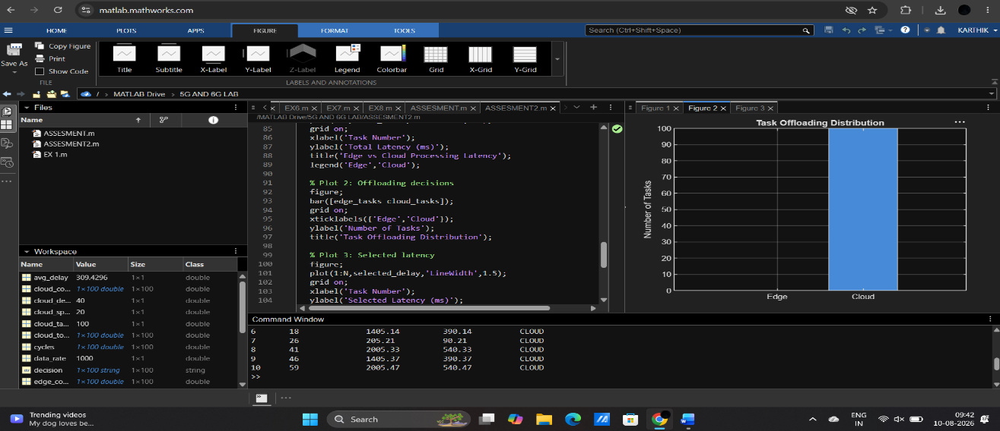 matlab.mathworks.com
HOME PLOTS APPS FIGURE FORMAT TOOLS Search (Ctrl+Shift+Space) KARTHIK
Save As
Copy Figure
Print
Show Code
FILE
Title Subtitle X-Label Y-Label Z-Label Legend Colorbar Grid X-Grid Y-Grid
LABELS AND ANNOTATIONS
/ › MATLAB Drive › 5G AND 6G LAB
Files
Name
ASSESMENT.m
ASSESMENT2.m
EX 1.m
Workspace
Name Value Size Class
avg_delay 309.4296 1×1 double
cloud_co... 1×100 double 1×100 double
cloud_de... 40 1×1 double
cloud_sp... 20 1×1 double
cloud_ta... 100 1×1 double
cloud_to... 1×100 double 1×100 double
cycles 1×100 double 1×100 double
data_rate 1000 1×1 double
decision 1×100 string 1×100 string
edge_co... 1×100 double 1×100 double
EX6.m EX7.m EX8.m ASSESMENT.m ASSESMENT2.m
/MATLAB Drive/5G AND 6G LAB/ASSESMENT2.m
85 grid on;
86 xlabel('Task Number');
87 ylabel('Total Latency (ms)');
88 title('Edge vs Cloud Processing Latency');
89 legend('Edge','Cloud');
90
91 % Plot 2: Offloading decisions
92 figure;
93 bar([edge_tasks cloud_tasks]);
94 grid on;
95 xticklabels({'Edge','Cloud'});
96 ylabel('Number of Tasks');
97 title('Task Offloading Distribution');
98
99 % Plot 3: Selected latency
100 figure;
101 plot(1:N,selected_delay,'LineWidth',1.5);
102 grid on;
103 xlabel('Task Number');
104 ylabel('Selected Latency (ms)');
Figure 1 Figure 2 Figure 3
Task Offloading Distribution
Number of Tasks
100
90
80
70
60
50
40
30
20
10
0
Edge Cloud
Command Window
6 18 1405.14 390.14 CLOUD
7 26 205.21 90.21 CLOUD
8 41 2005.33 540.33 CLOUD
9 46 1405.37 390.37 CLOUD
10 59 2005.47 540.47 CLOUD
>>
Trending videos
My dog loves be...
Search
ENG
IN
09:42
10-08-2026